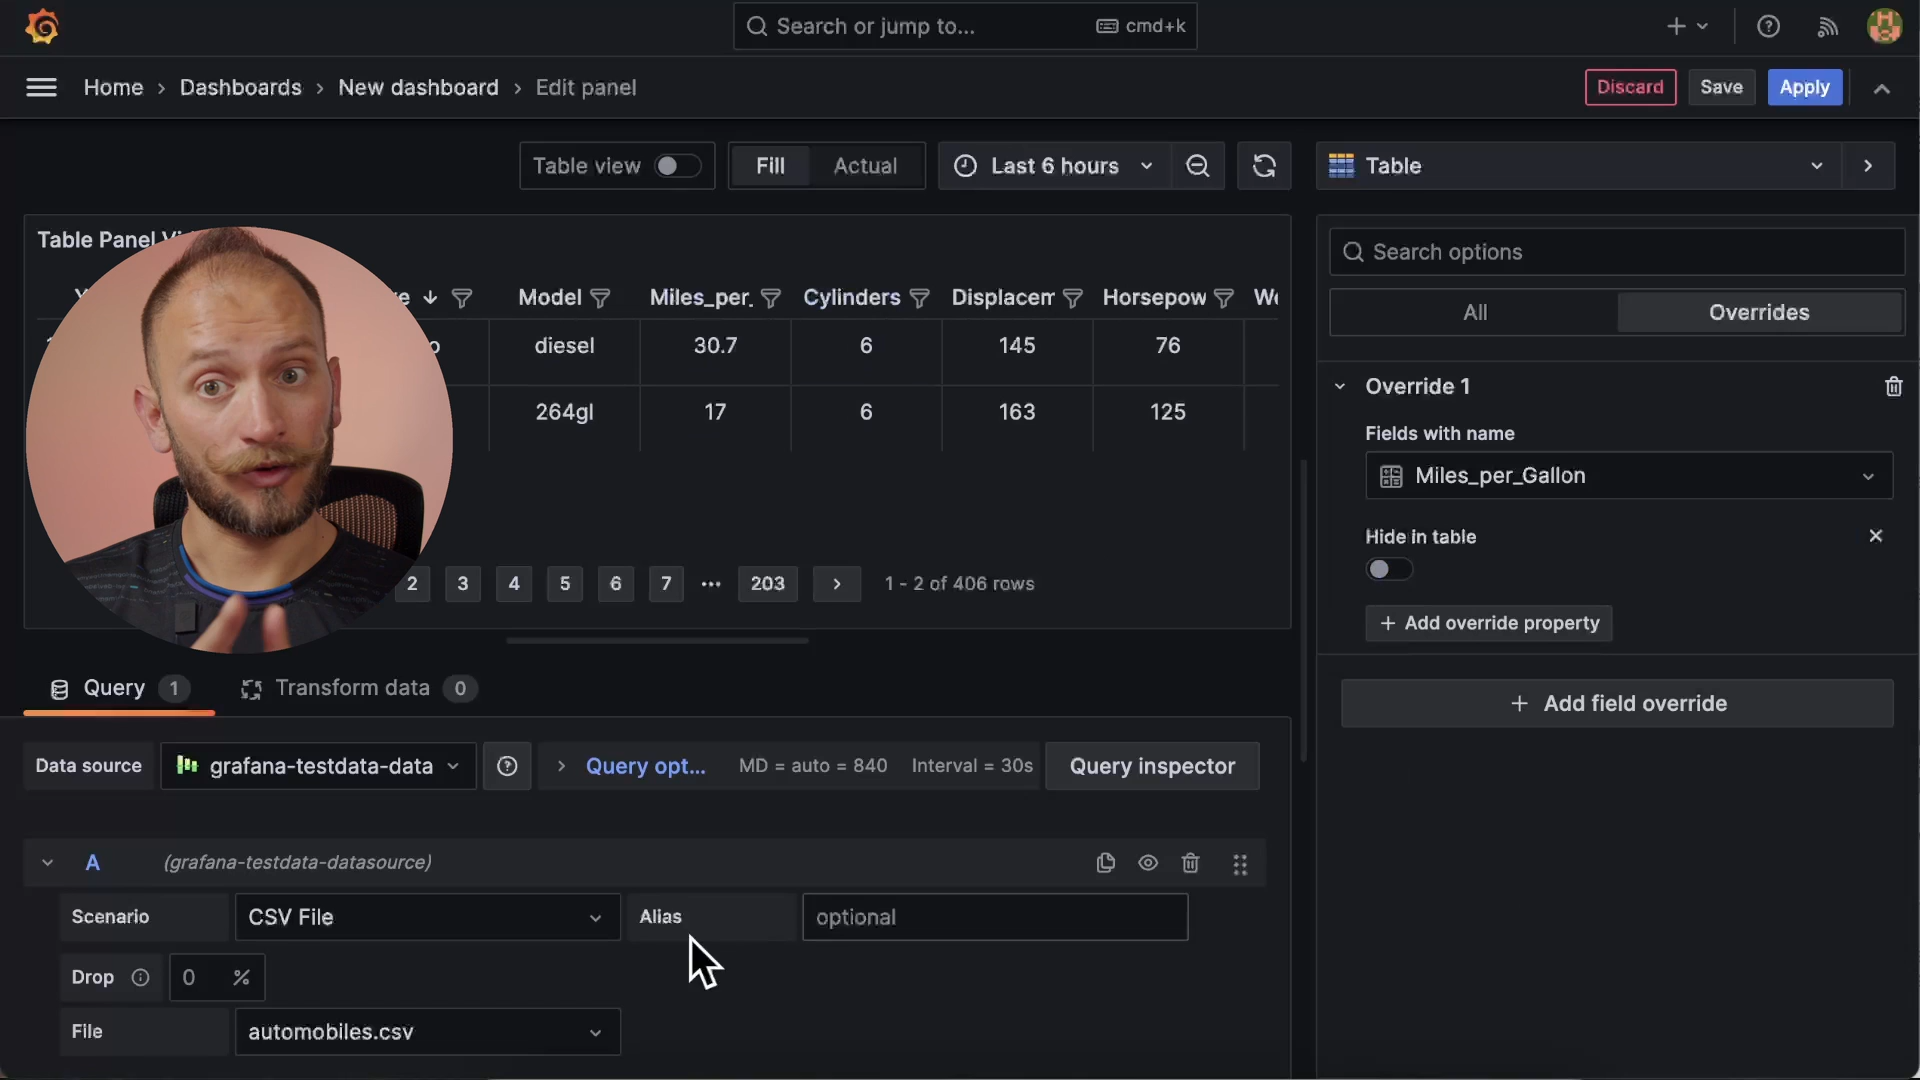 Search or jump to... cmd+k
Home › Dashboards › New dashboard › Edit panel
Discard Save Apply
Table view Fill Actual Last 6 hours
Table
Table Panel
Search options
All Overrides
Model Miles_per_ Cylinders Displacem Horsepow We
diesel 30.7 6 145 76
264gl 17 6 163 125
2 3 4 5 6 7 ... 203 > 1 - 2 of 406 rows
Override 1
Fields with name
Miles_per_Gallon
Hide in table
+ Add override property
+ Add field override
Query 1 Transform data 0
Data source grafana-testdata-data > Query opt... MD = auto = 840 Interval = 30s Query inspector
A (grafana-testdata-datasource)
Scenario CSV File Alias optional
Drop 0 %
File automobiles.csv